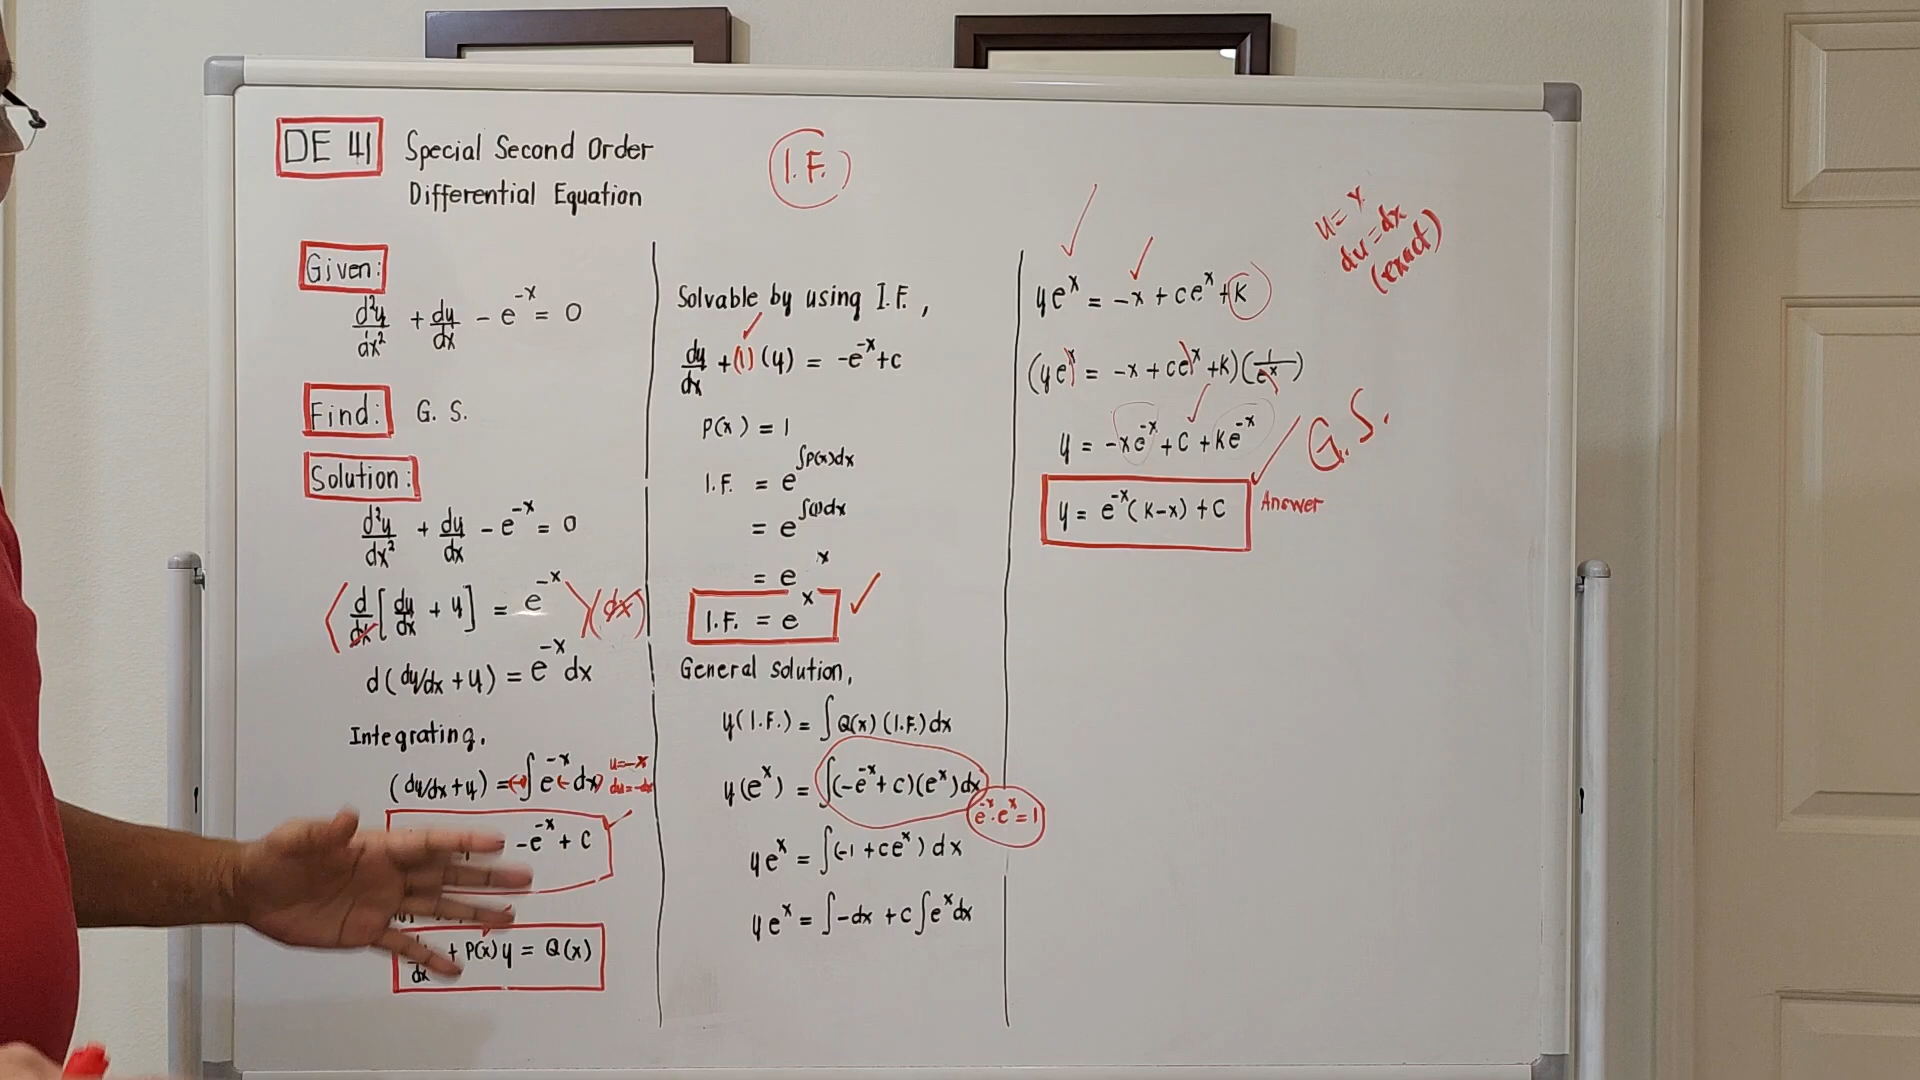 DE 41 Special Second Order
Differential Equation
I.F.
Given:
d²y/dx² + dy/dx - e^-x = 0
Find: G. S.
Solution:
d²y/dx² + dy/dx - e^-x = 0
(d/dx [dy/dx + y] = e^-x)(dx)
d(dy/dx + y) = e^-x dx
Integrating,
(dy/dx + y) = (-)∫e^-x (-dx) u=-x
du=-dx
= -e^-x + C
dx + P(x)y = Q(x)
Solvable by using I.F.,
dy/dx + (1)(y) = -e^-x + c
P(x) = 1
I.F. = e^∫P(x)dx
= e^∫(1)dx
= e^x
I.F. = e^x
General solution,
y(I.F.) = ∫Q(x)(I.F.)dx
y(e^x) = ∫(-e^-x + c)(e^x)dx
e^-x · e^x = 1
ye^x = ∫(-1 + ce^x)dx
ye^x = ∫-dx + c∫e^x dx
u = x
du = dx
(exact)
ye^x = -x + ce^x + K
(ye^x = -x + ce^x + K)(1/e^x)
y = -xe^-x + C + Ke^-x
G.S.
y = e^-x(K-x) + C Answer